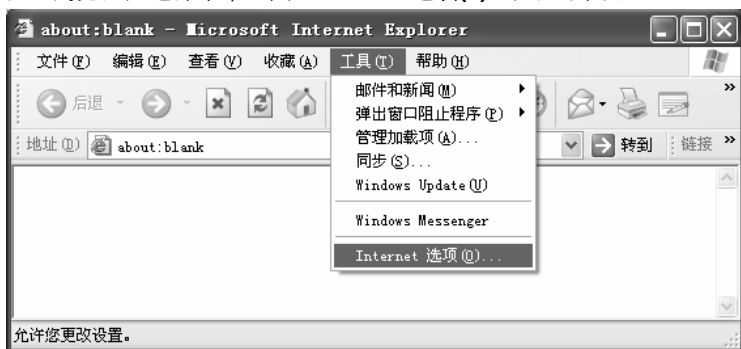 about:blank - Microsoft Internet Explorer
文件(F) 编辑(E) 查看(V) 收藏(A) 工具(T) 帮助(H)
后退
邮件和新闻(M)
弹出窗口阻止程序(P)
管理加载项(A)...
同步(S)...
Windows Update(U)
Windows Messenger
Internet 选项(O)...
地址(D) about:blank 转到 链接
允许您更改设置。